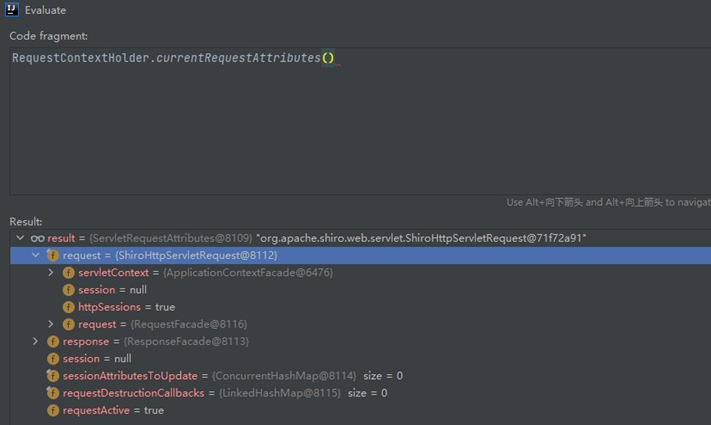 Evaluate
Code fragment:
RequestContextHolder.currentRequestAttributes()
Use Alt+向下箭头 and Alt+向上箭头 to navigat
Result:
result = {ServletRequestAttributes@8109} "org.apache.shiro.web.servlet.ShiroHttpServletRequest@71f72a91"
request = {ShiroHttpServletRequest@8112}
servletContext = {ApplicationContextFacade@6476}
session = null
httpSessions = true
request = {RequestFacade@8116}
response = {ResponseFacade@8113}
session = null
sessionAttributesToUpdate = {ConcurrentHashMap@8114} size = 0
requestDestructionCallbacks = {LinkedHashMap@8115} size = 0
requestActive = true